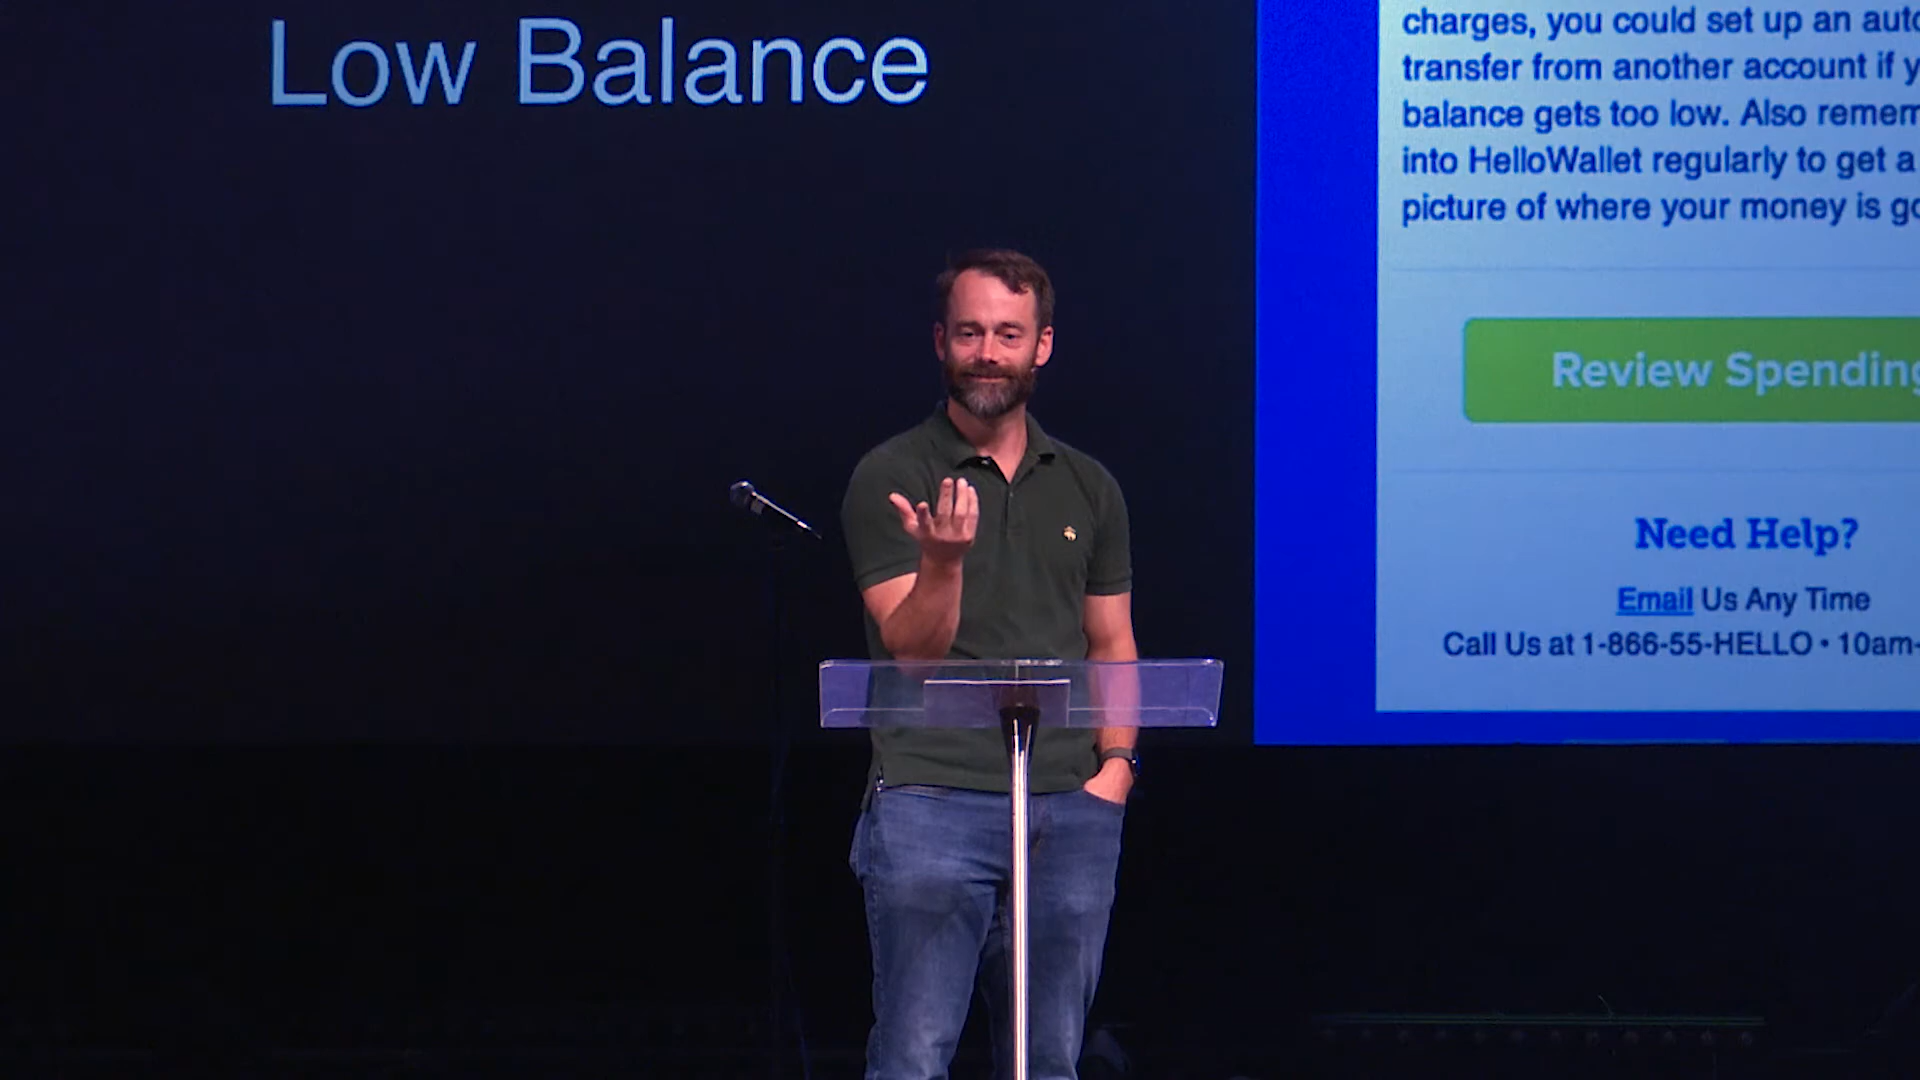 Low Balance
charges, you could set up an auto
transfer from another account if y
balance gets too low. Also remem
into HelloWallet regularly to get a
picture of where your money is go
Review Spending
Need Help?
Email Us Any Time
Call Us at 1-866-55-HELLO • 10am-